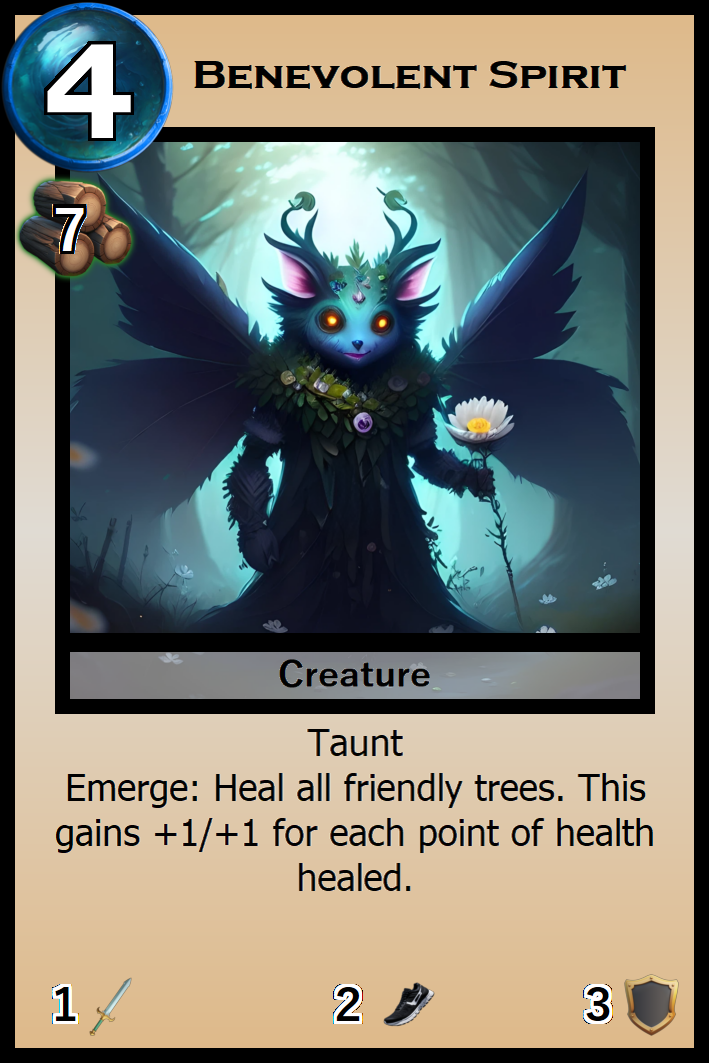 4
Benevolent Spirit
7
Creature
Taunt
Emerge: Heal all friendly trees. This
gains +1/+1 for each point of health
healed.
1 2 3